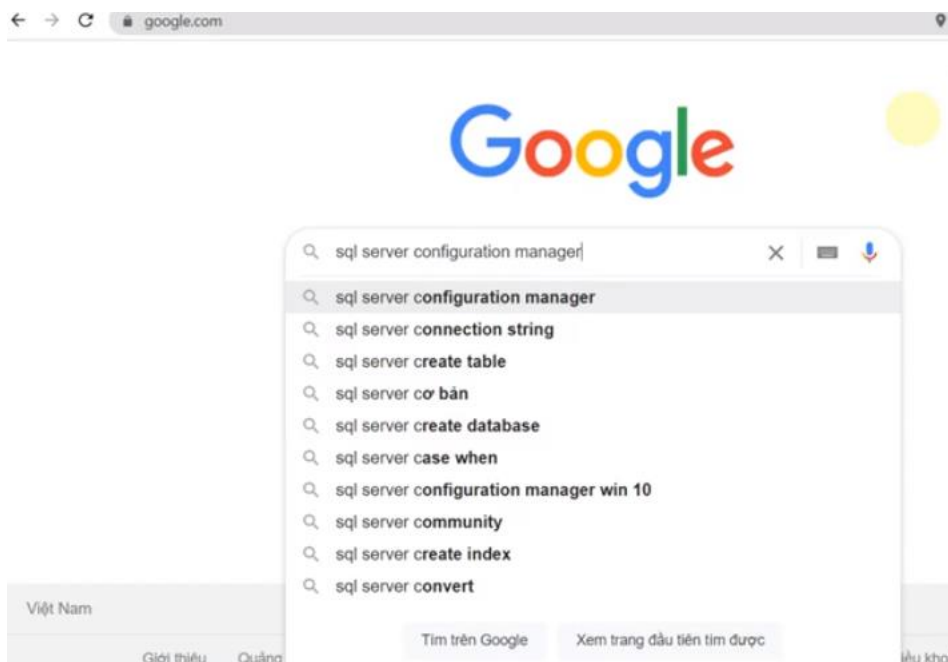 google.com
Google
sql server configuration manager
sql server configuration manager
sql server connection string
sql server create table
sql server cơ bản
sql server create database
sql server case when
sql server configuration manager win 10
sql server community
sql server create index
sql server convert
Việt Nam
Tìm trên Google Xem trang đầu tiên tìm được
Giới thiệu Quảng